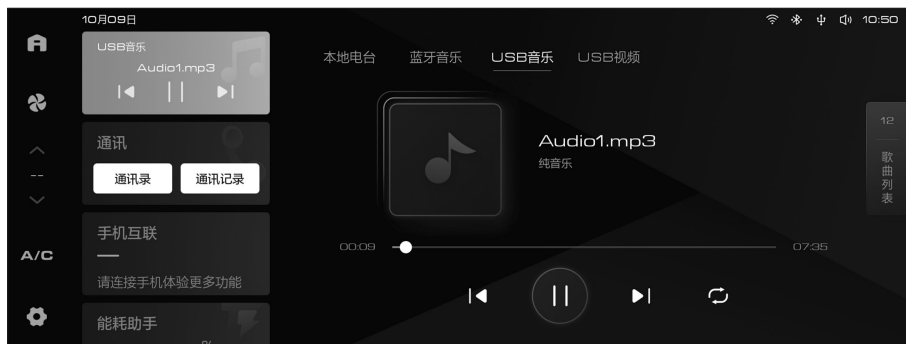 10月09日
10:50
USB音乐
Audio1.mp3
本地电台 蓝牙音乐 USB音乐 USB视频
通讯
通讯录 通讯记录
Audio1.mp3
纯音乐
12
歌曲列表
--
手机互联
A/C
请连接手机体验更多功能
00:09 07:35
能耗助手
%